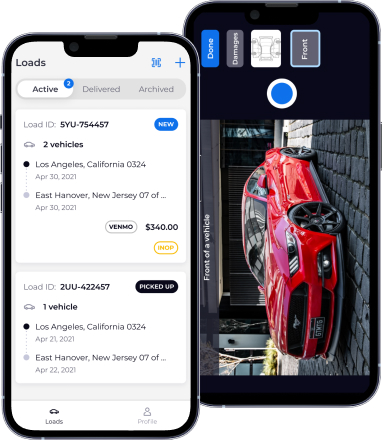 Loads
Active
2
Delivered
Archived
Load ID: 5YU-754457
NEW
2 vehicles
Los Angeles, California 0324
Apr 30, 2021
East Hanover, New Jersey 07 of ...
Apr 30, 2021
VENMO
$340.00
INOP
Load ID: 2UU-422457
PICKED UP
1 vehicle
Los Angeles, California 0324
Apr 21, 2021
East Hanover, New Jersey 07 of ...
Apr 22, 2021
Loads
Profile
Done
Damages
Front
Front of a vehicle